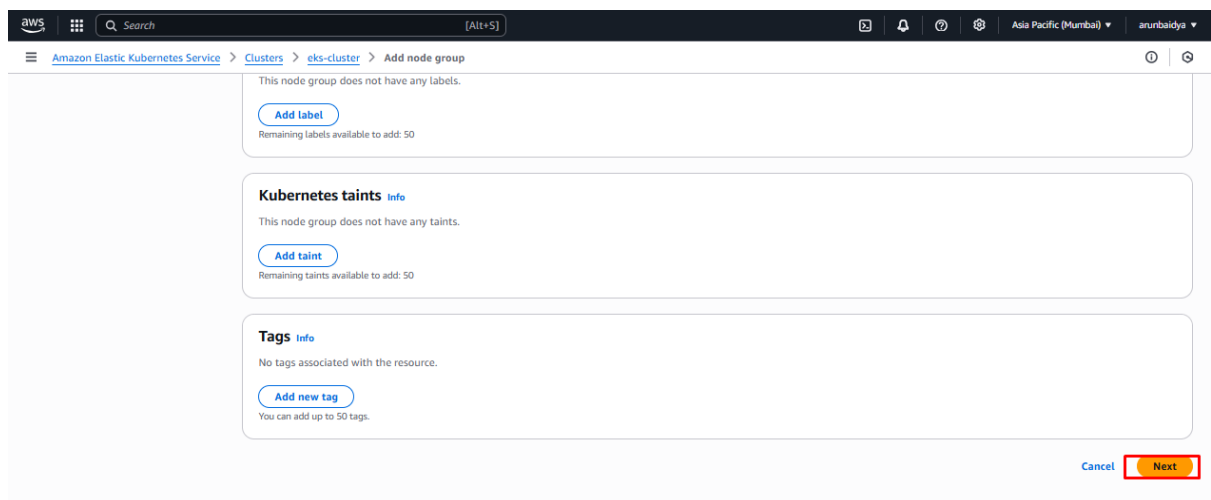 aws
Search [Alt+S] Asia Pacific (Mumbai) ▼ arunbaidya ▼
Amazon Elastic Kubernetes Service > Clusters > eks-cluster > Add node group
This node group does not have any labels.
Add label
Remaining labels available to add: 50
Kubernetes taints Info
This node group does not have any taints.
Add taint
Remaining taints available to add: 50
Tags Info
No tags associated with the resource.
Add new tag
You can add up to 50 tags.
Cancel Next